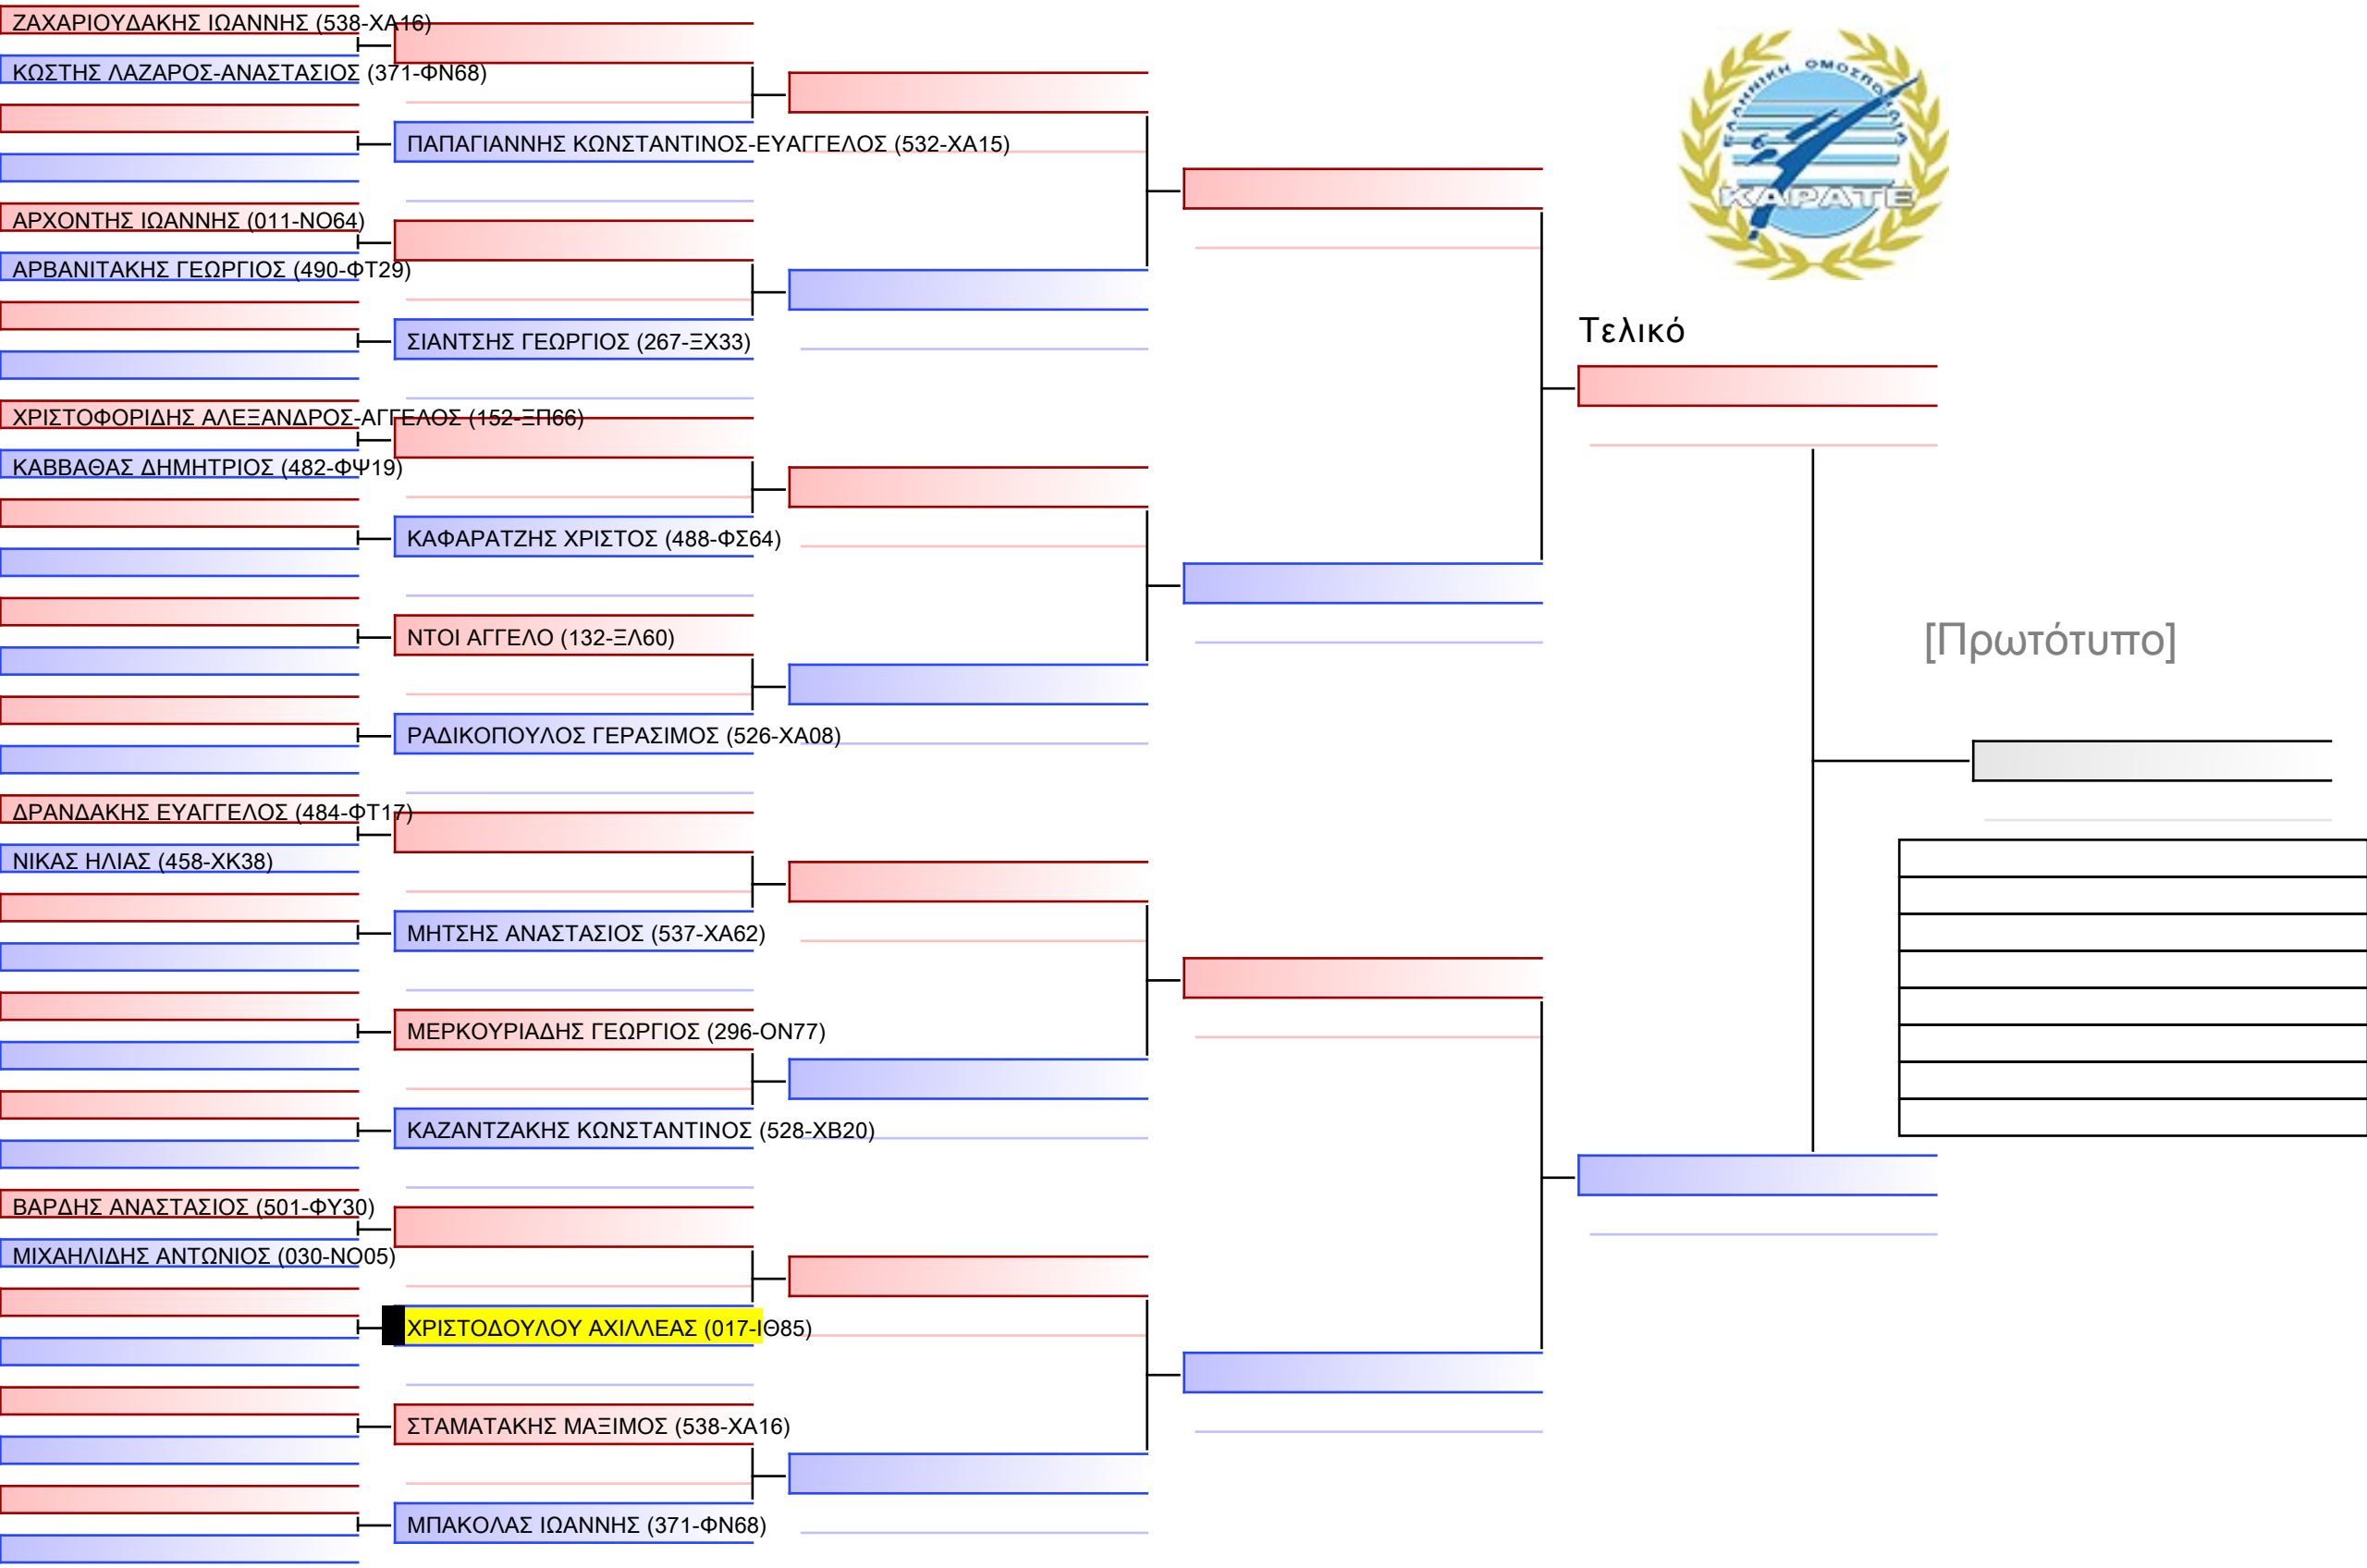 ΖΑΧΑΡΙΟΥΔΑΚΗΣ ΙΩΑΝΝΗΣ (538-ΧΑ16)
ΚΩΣΤΗΣ ΛΑΖΑΡΟΣ-ΑΝΑΣΤΑΣΙΟΣ (371-ΦΝ68)
ΠΑΠΑΓΙΑΝΝΗΣ ΚΩΝΣΤΑΝΤΙΝΟΣ-ΕΥΑΓΓΕΛΟΣ (532-ΧΑ15)
ΑΡΧΟΝΤΗΣ ΙΩΑΝΝΗΣ (011-ΝΟ64)
ΑΡΒΑΝΙΤΑΚΗΣ ΓΕΩΡΓΙΟΣ (490-ΦΤ29)
ΣΙΑΝΤΣΗΣ ΓΕΩΡΓΙΟΣ (267-ΞΧ33)
ΧΡΙΣΤΟΦΟΡΙΔΗΣ ΑΛΕΞΑΝΔΡΟΣ-ΑΓΓΕΛΟΣ (152-ΞΠ66)
ΚΑΒΒΑΘΑΣ ΔΗΜΗΤΡΙΟΣ (482-ΦΨ19)
ΚΑΦΑΡΑΤΖΗΣ ΧΡΙΣΤΟΣ (488-ΦΣ64)
ΝΤΟΙ ΑΓΓΕΛΟ (132-ΞΛ60)
ΡΑΔΙΚΟΠΟΥΛΟΣ ΓΕΡΑΣΙΜΟΣ (526-ΧΑ08)
ΔΡΑΝΔΑΚΗΣ ΕΥΑΓΓΕΛΟΣ (484-ΦΤ17)
ΝΙΚΑΣ ΗΛΙΑΣ (458-ΧΚ38)
ΜΗΤΣΗΣ ΑΝΑΣΤΑΣΙΟΣ (537-ΧΑ62)
ΜΕΡΚΟΥΡΙΑΔΗΣ ΓΕΩΡΓΙΟΣ (296-ΟΝ77)
ΚΑΖΑΝΤΖΑΚΗΣ ΚΩΝΣΤΑΝΤΙΝΟΣ (528-ΧΒ20)
ΒΑΡΔΗΣ ΑΝΑΣΤΑΣΙΟΣ (501-ΦΥ30)
ΜΙΧΑΗΛΙΔΗΣ ΑΝΤΩΝΙΟΣ (030-ΝΟ05)
ΧΡΙΣΤΟΔΟΥΛΟΥ ΑΧΙΛΛΕΑΣ (017-ΙΘ85)
ΣΤΑΜΑΤΑΚΗΣ ΜΑΞΙΜΟΣ (538-ΧΑ16)
ΜΠΑΚΟΛΑΣ ΙΩΑΝΝΗΣ (371-ΦΝ68)
ΕΛΛΗΝΙΚΗ ΟΜΟΣΠΟΝΔΙΑ
ΚΑΡΑΤΕ
Τελικό
[Πρωτότυπο]